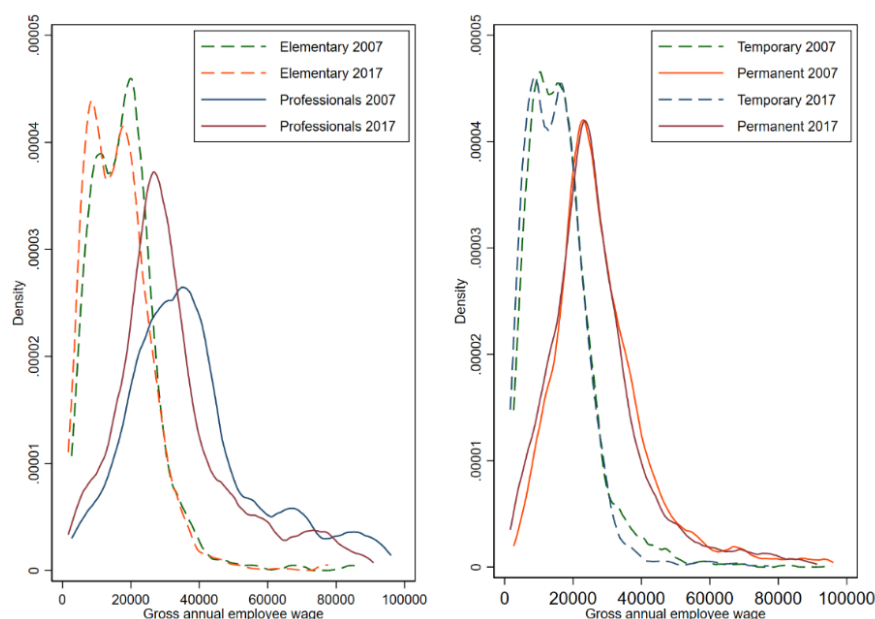 .00005
.00004
.00003
.00002
.00001
0
Density
Elementary 2007
Elementary 2017
Professionals 2007
Professionals 2017
0 20000 40000 60000 80000 100000
Gross annual employee wage
.00005
.00004
.00003
.00002
.00001
0
Density
Temporary 2007
Permanent 2007
Temporary 2017
Permanent 2017
0 20000 40000 60000 80000 100000
Gross annual employee wage